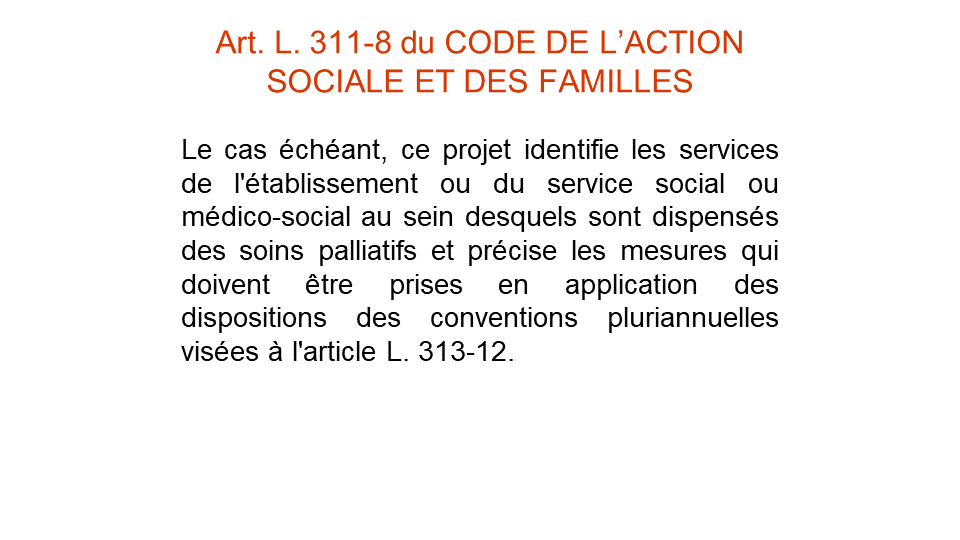 Art. L. 311-8 du CODE DE L’ACTION
SOCIALE ET DES FAMILLES
Le cas échéant, ce projet identifie les services
de l'établissement ou du service social ou
médico-social au sein desquels sont dispensés
des soins palliatifs et précise les mesures qui
doivent être prises en application des
dispositions des conventions pluriannuelles
visées à l'article L. 313-12.